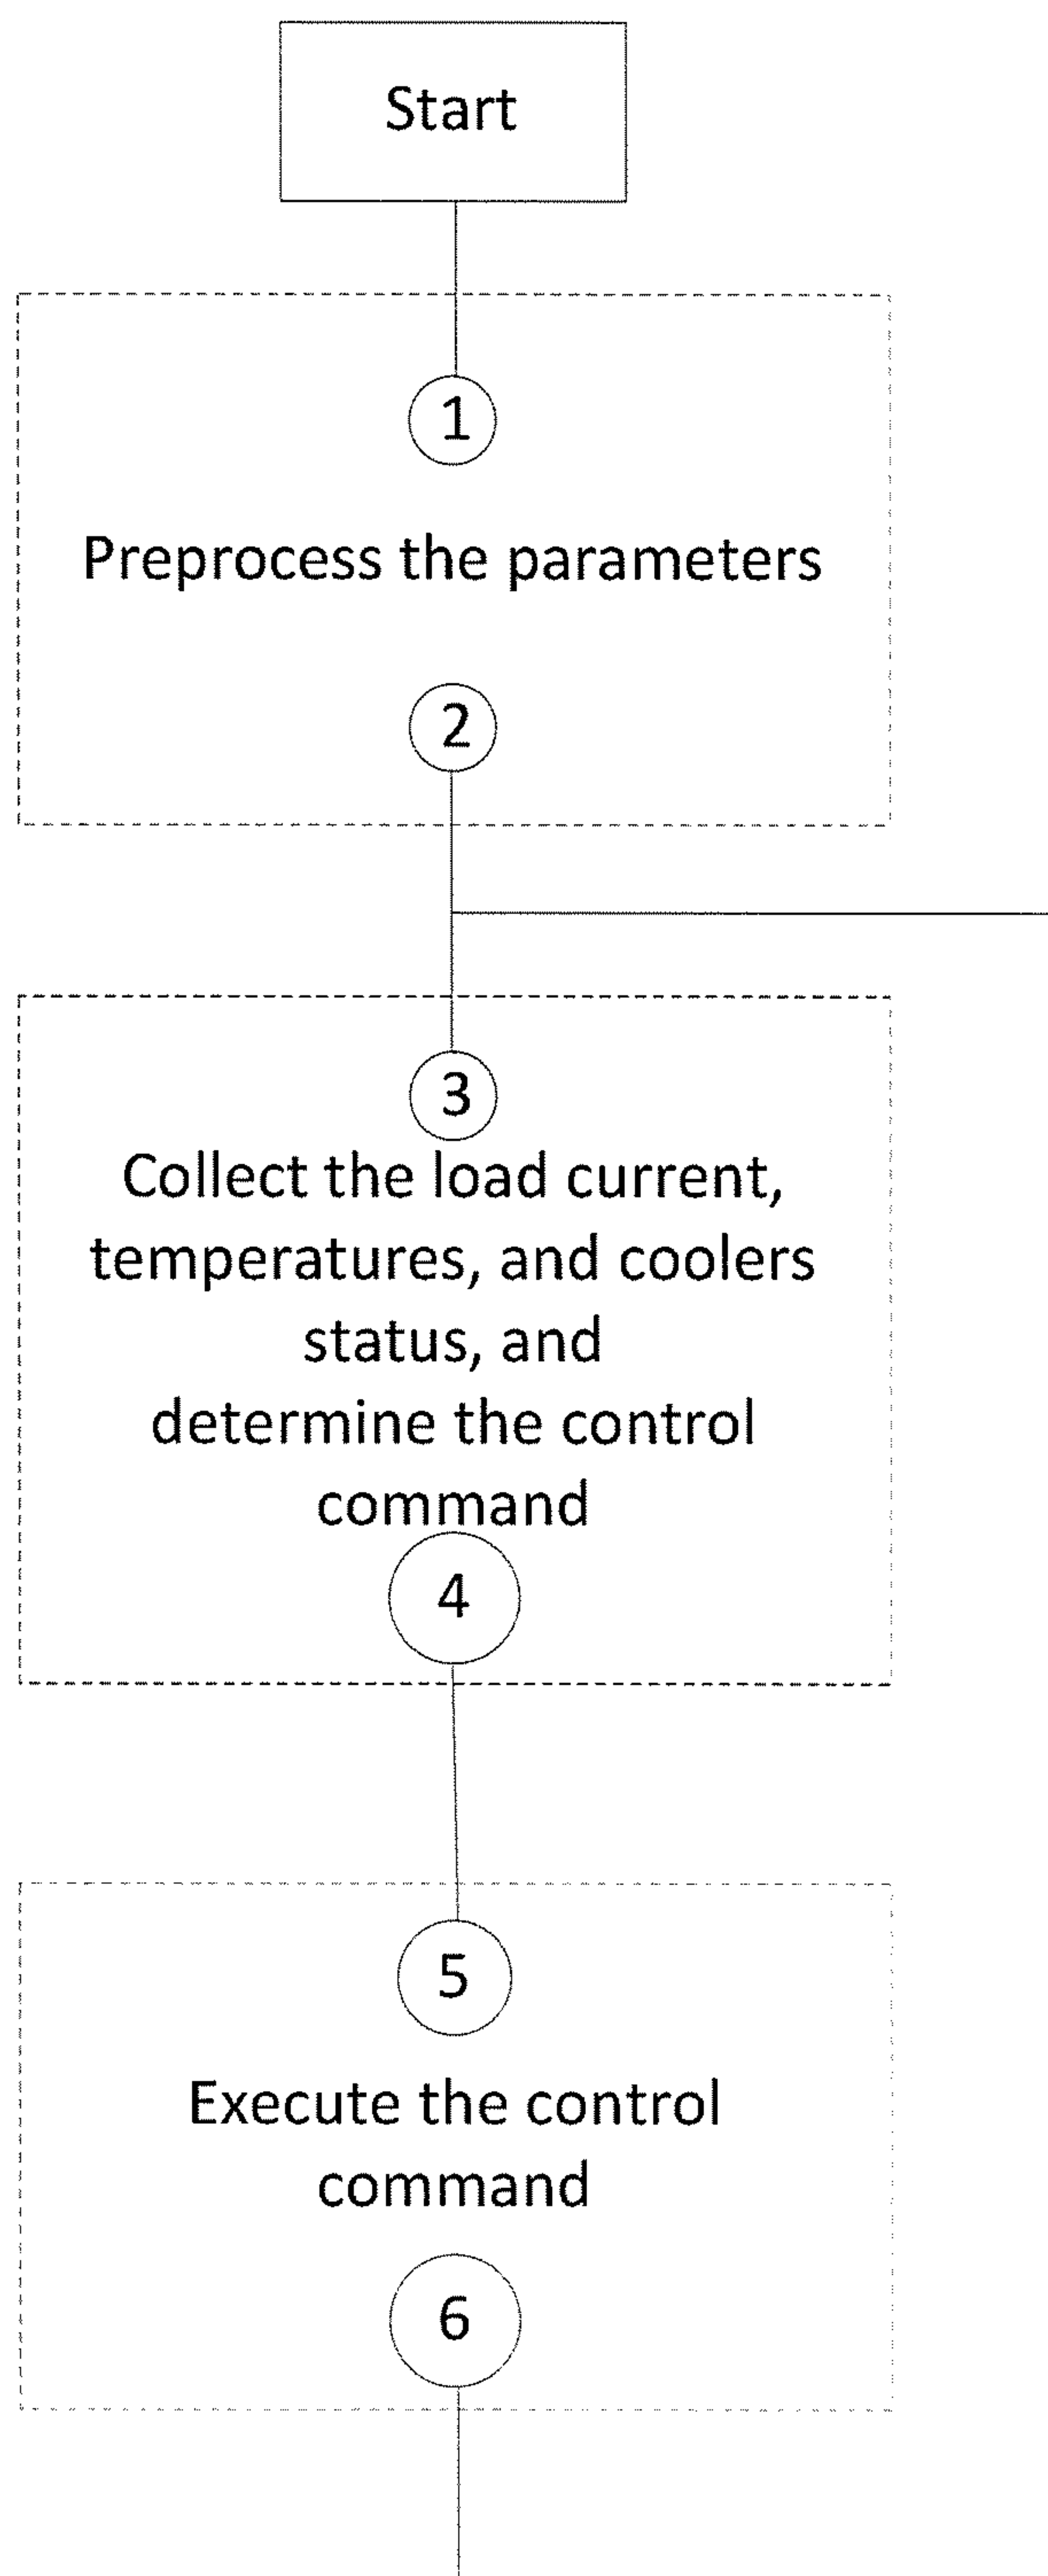 Start
1
Preprocess the parameters
2
3
Collect the load current,
temperatures, and coolers
status, and
determine the control
command
4
5
Execute the control
command
6